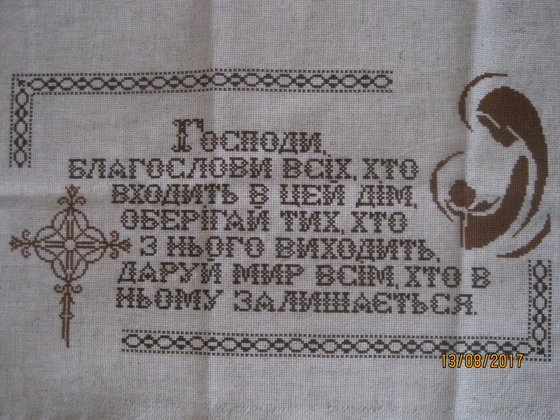 Господи,
БЛАГОСЛОВИ ВСІХ, ХТО
ВХОДИТЬ В ЦЕЙ ДІМ,
ОБЕРІГАЙ ТИХ, ХТО
З НЬОГО ВИХОДИТЬ,
ДАРУЙ МИР ВСІМ, ХТО В
НЬОМУ ЗАЛИШАЄТЬСЯ.
13/08/2017